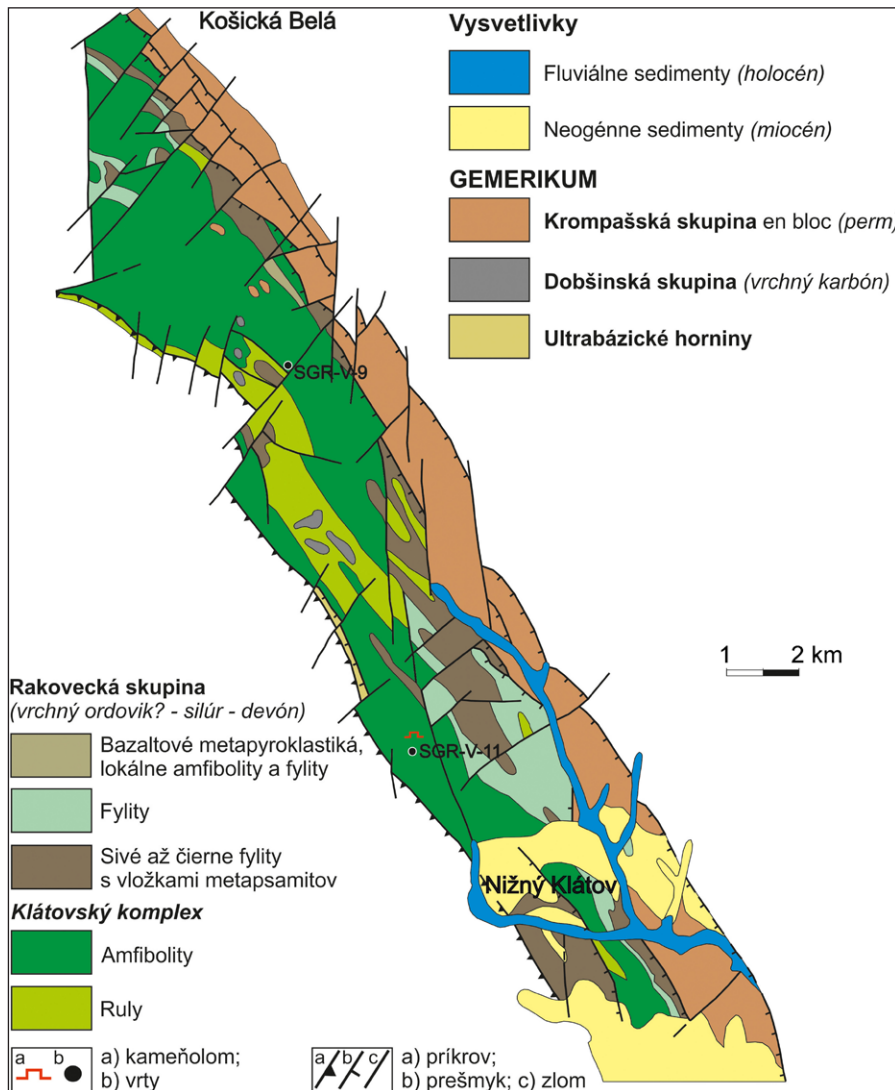 Košická Belá
Vysvetlivky
Fluviálne sedimenty (holocén)
Neogénne sedimenty (miocén)
GEMERIKUM
Krompašská skupina en bloc (perm)
Dobšinská skupina (vrchný karbón)
Ultrabázické horniny
SGR-V-9
1 2 km
Rakovecká skupina
(vrchný ordovik? - silúr - devón)
Bazaltové metapyroklastiká,
lokálne amfibolity a fylity
Fylity
Sivé až čierne fylity
s vložkami metapsamitov
SGR-V-11
Nižný Klátov
Klátovský komplex
Amfibolity
Ruly
a b a) kameňolom;
b) vrty
a b c a) príkrov;
b) prešmyk; c) zlom